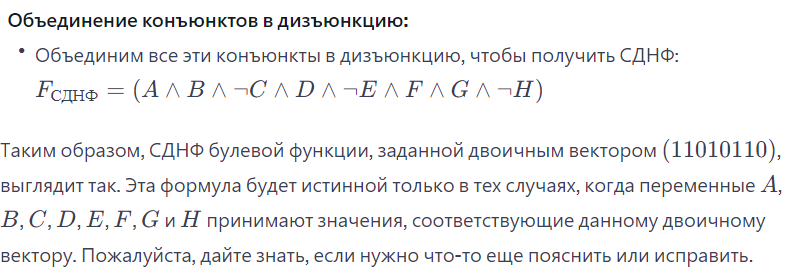 Объединение конъюнктов в дизъюнкцию:
• Объединим все эти конъюнкты в дизъюнкцию, чтобы получить СДНФ:
F_СДНФ = (A ∧ B ∧ ¬C ∧ D ∧ ¬E ∧ F ∧ G ∧ ¬H)
Таким образом, СДНФ булевой функции, заданной двоичным вектором (11010110),
выглядит так. Эта формула будет истинной только в тех случаях, когда переменные A,
B, C, D, E, F, G и H принимают значения, соответствующие данному двоичному
вектору. Пожалуйста, дайте знать, если нужно что-то еще пояснить или исправить.